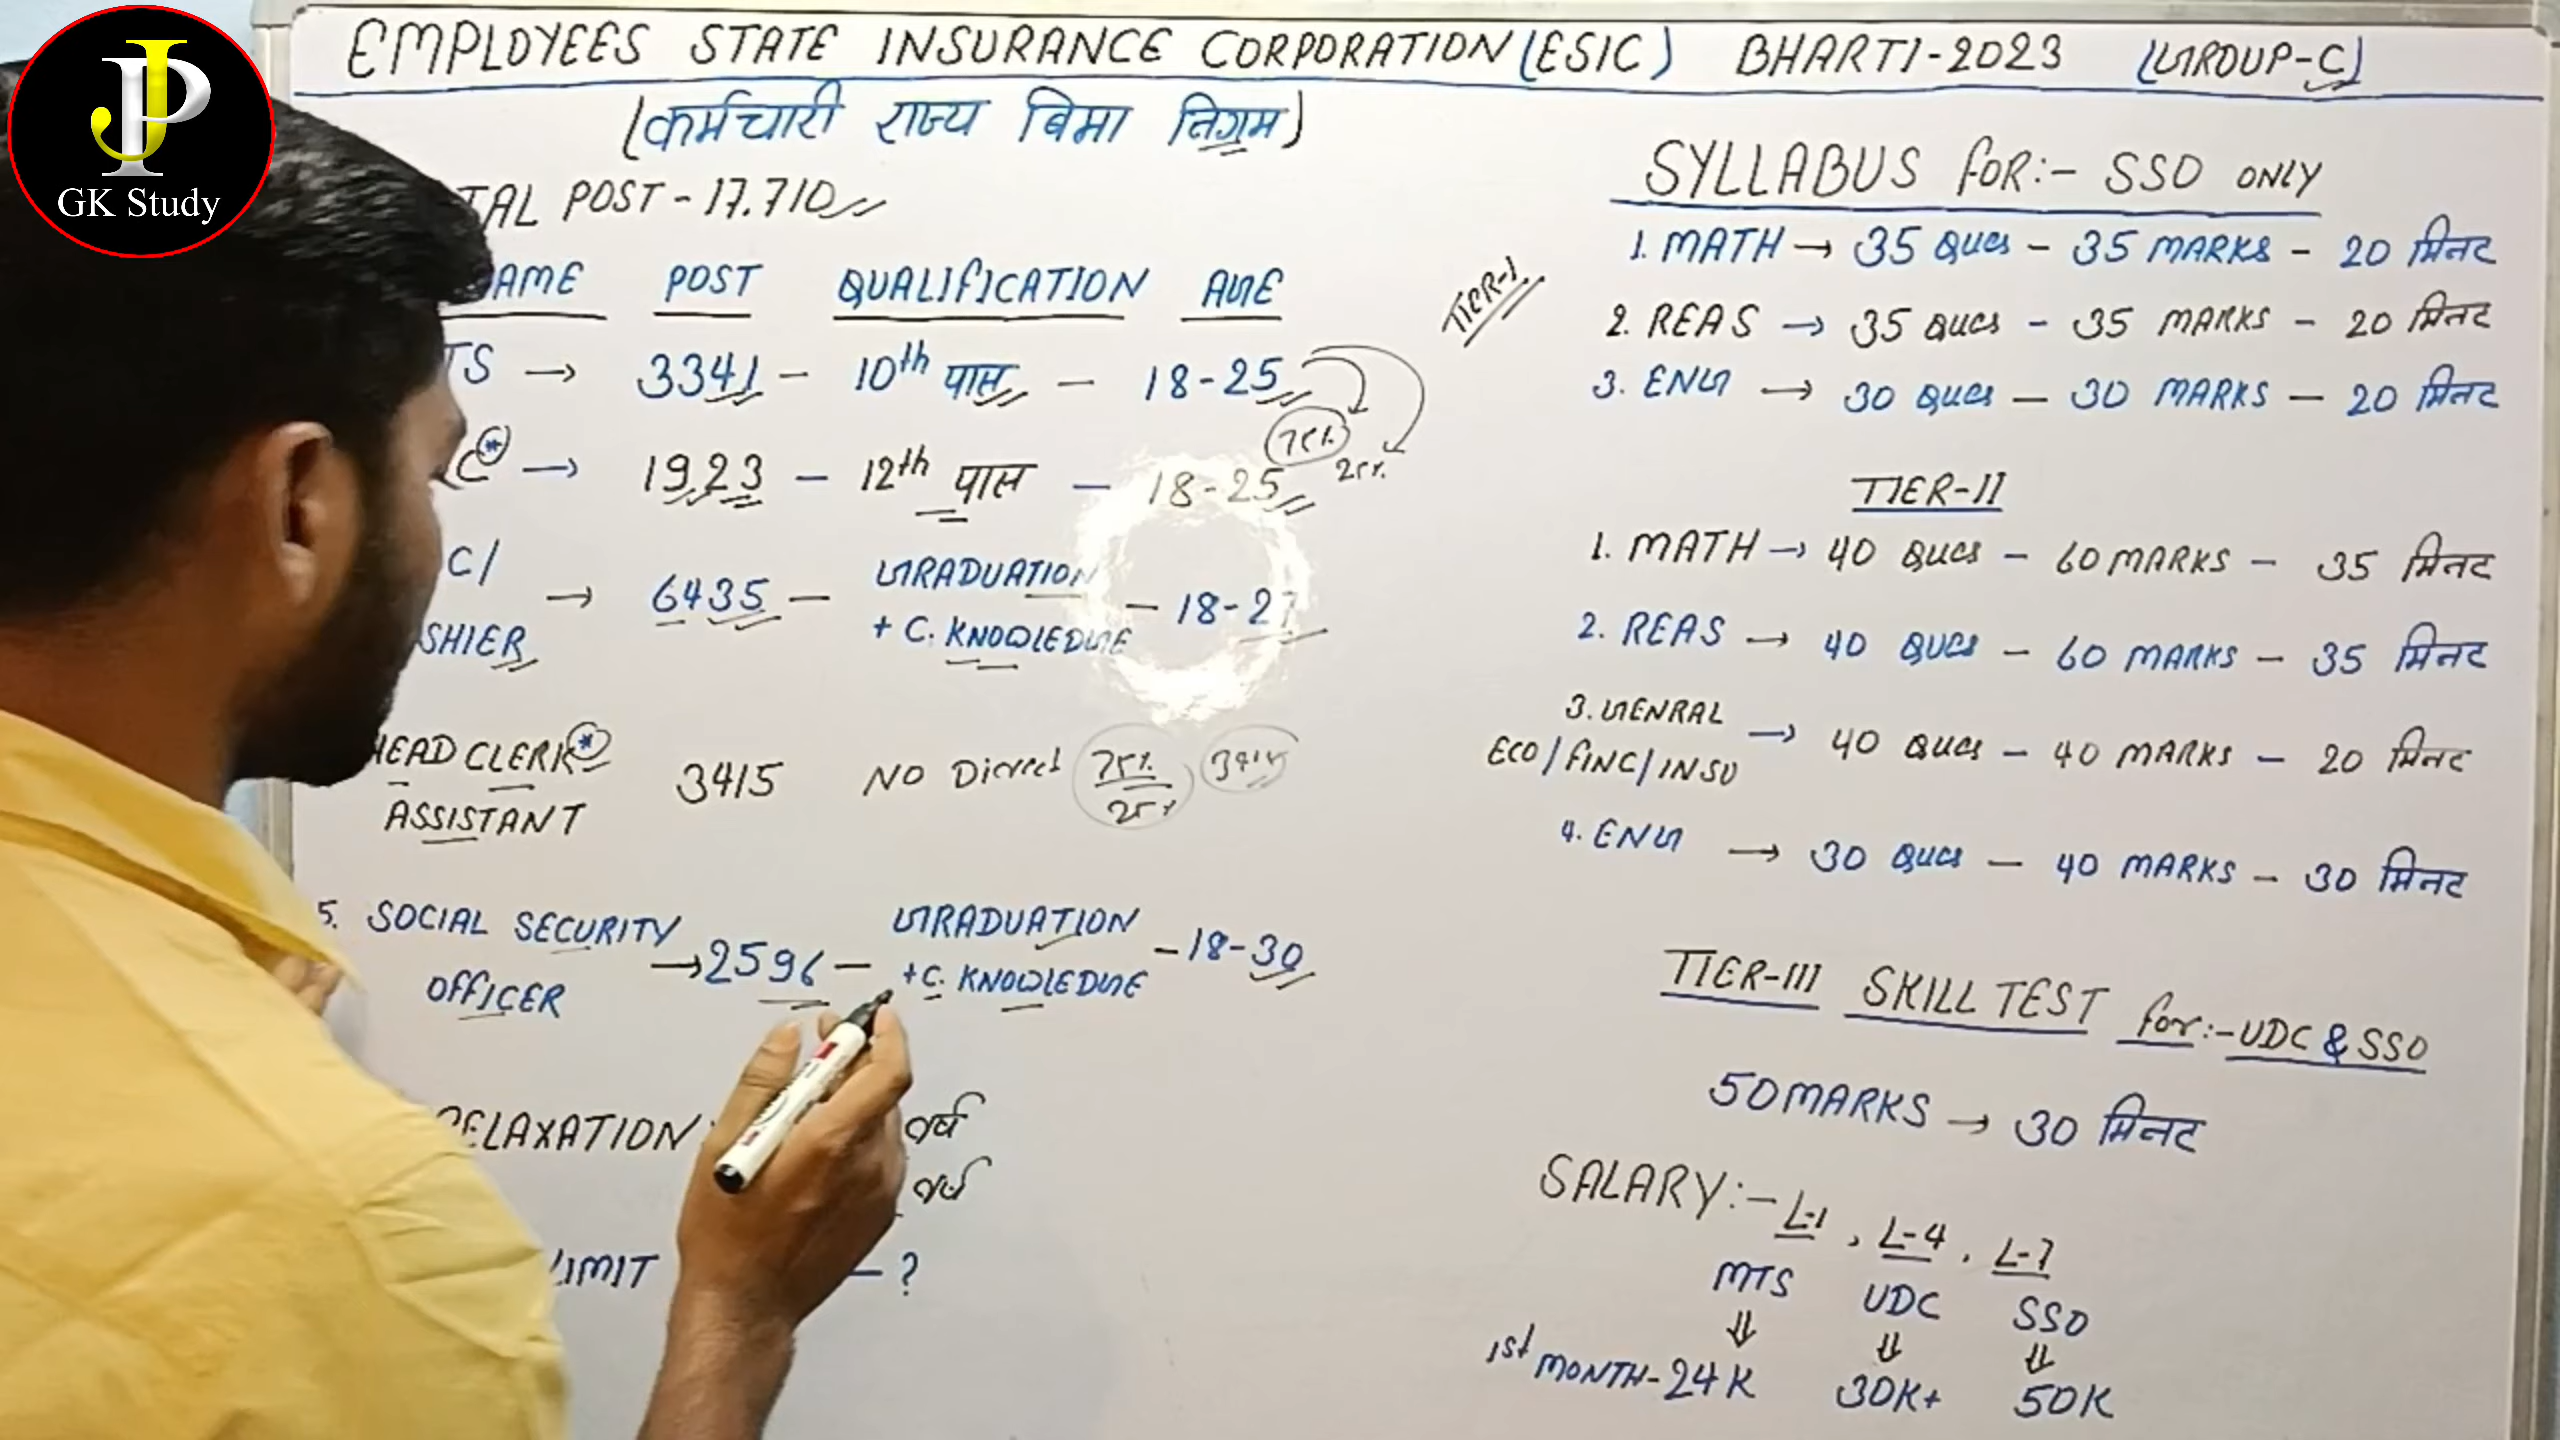 JP
GK Study
EMPLOYEES STATE INSURANCE CORPORATION (ESIC) BHARTI-2023 (GROUP-C)
(कर्मचारी राज्य बिमा निगम)
TAL POST - 17.710
AME POST QUALIFICATION AGE
TS → 3341 - 10th पास - 18-25
75%
25%
C* → 1923 - 12th पास - 18-25
C/
SHIER → 6435 - GRADUATION
+ C. KNOWLEDGE - 18-27
HEAD CLERK*
ASSISTANT 3415 NO Dirrect 75%
25% 3415
5. SOCIAL SECURITY
OFFICER → 2596 - GRADUATION
+ C. KNOWLEDGE - 18-30
RELAXATION वर्ष
वर्ष
LIMIT - ?
SYLLABUS for:- SSO ONLY
TIER-1
1. MATH → 35 Ques - 35 MARKS - 20 मिनट
2. REAS → 35 Ques - 35 MARKS - 20 मिनट
3. ENG → 30 Ques - 30 MARKS - 20 मिनट
TIER-II
1. MATH → 40 Ques - 60 MARKS - 35 मिनट
2. REAS → 40 Ques - 60 MARKS - 35 मिनट
3. GENRAL
ECO/FINC/INSU → 40 Ques - 40 MARKS - 20 मिनट
4. ENG → 30 Ques - 40 MARKS - 30 मिनट
TIER-III SKILL TEST for:- UDC & SSO
50 MARKS → 30 मिनट
SALARY:- L-1, L-4, L-7
MTS UDC SSO
⇓ ⇓ ⇓
1st MONTH - 24K 30K+ 50K